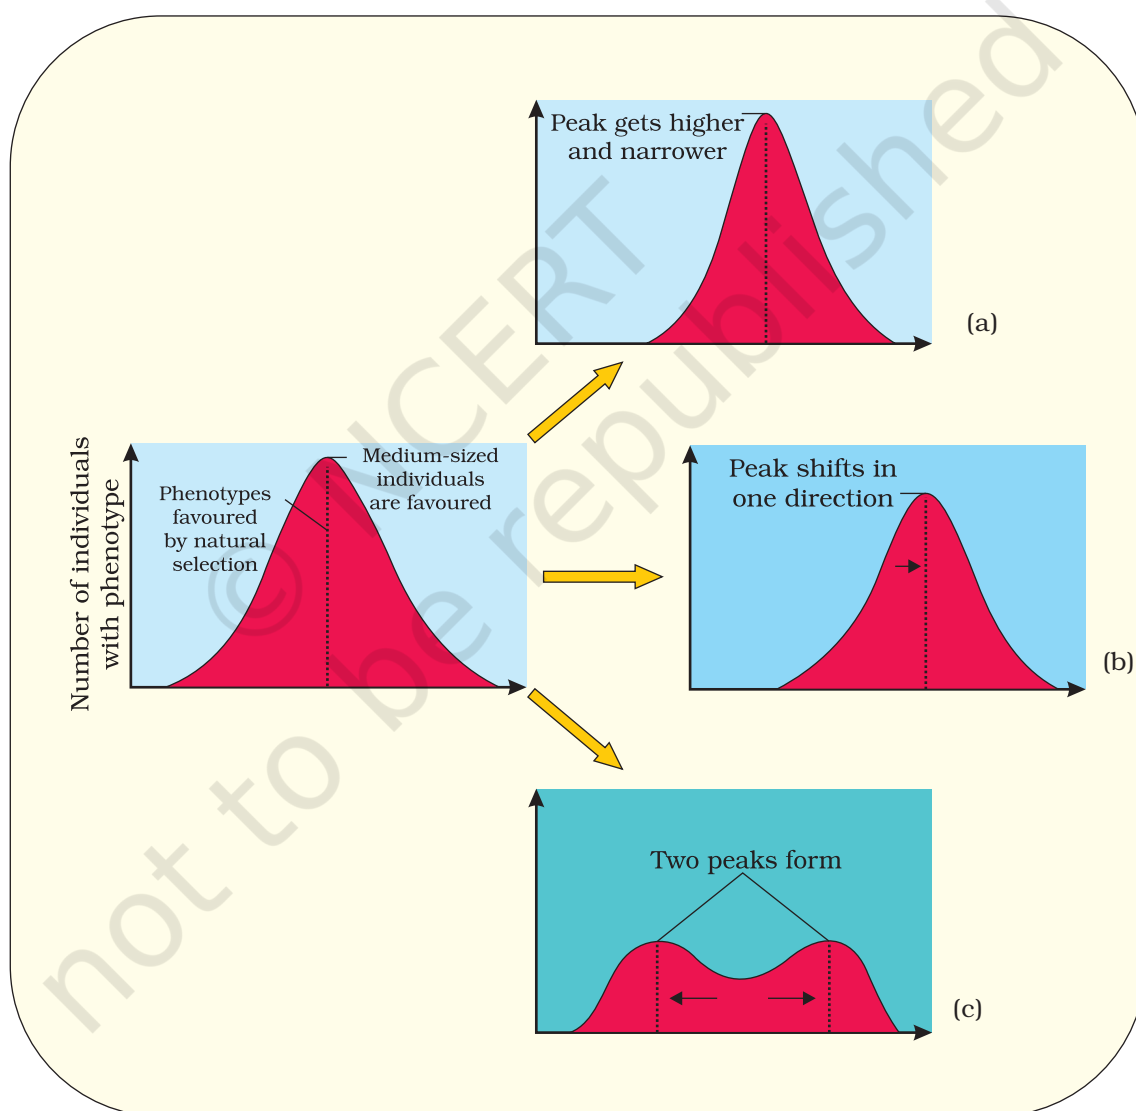 Peak gets higher
and narrower
(a)
Number of individuals
with phenotype
Phenotypes
favoured
by natural
selection
Medium-sized
individuals
are favoured
Peak shifts in
one direction
(b)
Two peaks form
(c)
© NCERT
not to be republished